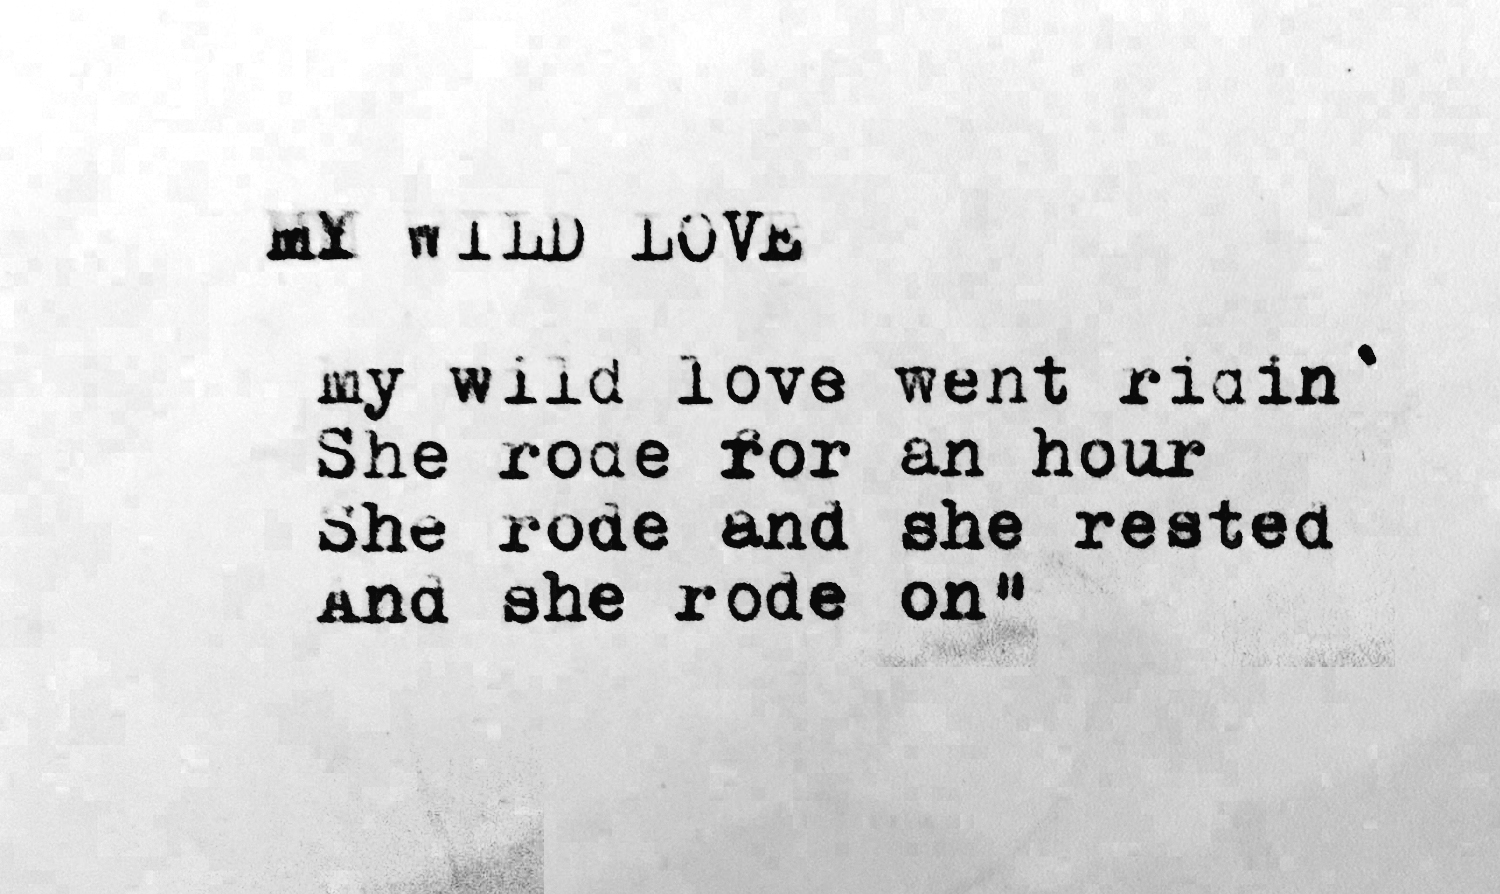 MY WILD LOVE
my wild love went ridin`
She rode for an hour
She rode and she rested
And she rode on"